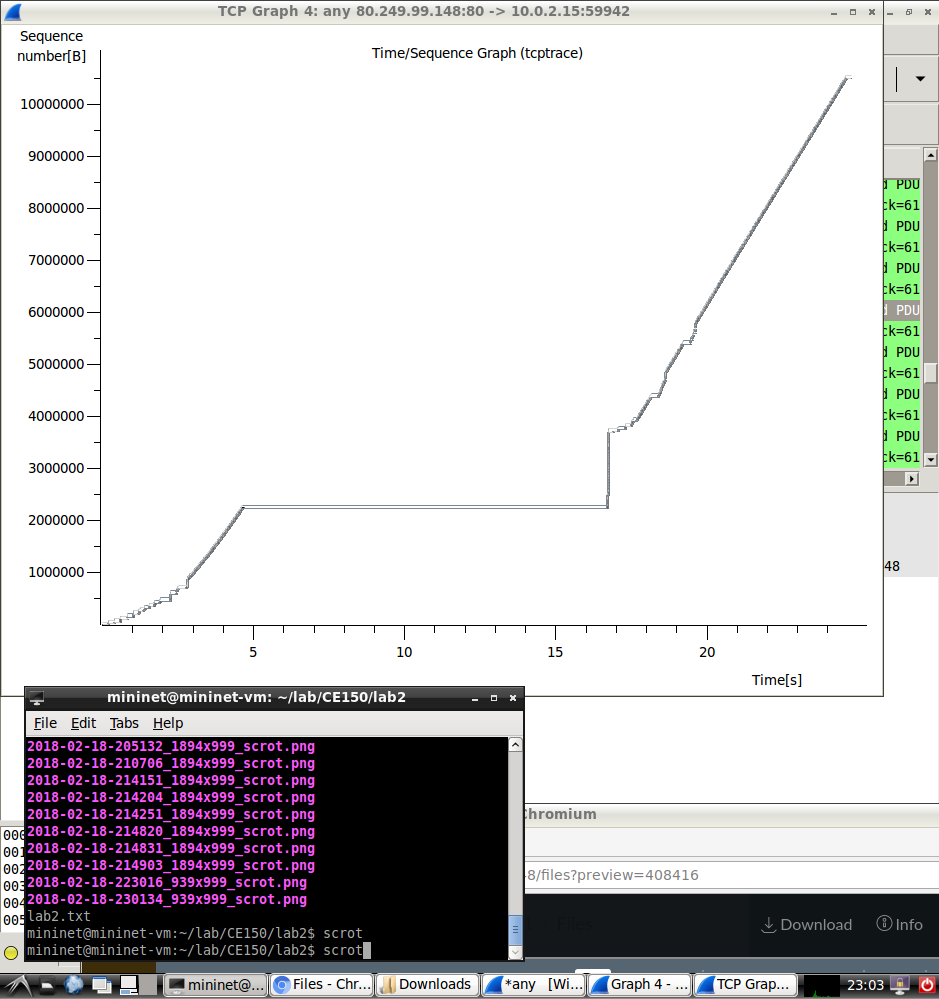 TCP Graph 4: any 80.249.99.148:80 -> 10.0.2.15:59942
Sequence
number[B]
Time/Sequence Graph (tcptrace)
10000000
9000000
8000000
7000000
6000000
5000000
4000000
3000000
2000000
1000000
5 10 15 20
Time[s]
d PDU
ck=61
d PDU
ck=61
d PDU
ck=61
d PDU
ck=61
d PDU
ck=61
d PDU
ck=61
d PDU
ck=61
48
mininet@mininet-vm: ~/lab/CE150/lab2
File Edit Tabs Help
2018-02-18-205132_1894x999_scrot.png
2018-02-18-210706_1894x999_scrot.png
2018-02-18-214151_1894x999_scrot.png
2018-02-18-214204_1894x999_scrot.png
2018-02-18-214251_1894x999_scrot.png
2018-02-18-214820_1894x999_scrot.png
2018-02-18-214831_1894x999_scrot.png
2018-02-18-214903_1894x999_scrot.png
2018-02-18-223016_939x999_scrot.png
2018-02-18-230134_939x999_scrot.png
lab2.txt
mininet@mininet-vm:~/lab/CE150/lab2$ scrot
mininet@mininet-vm:~/lab/CE150/lab2$ scrot
000
001
002
003
004
005
Chromium
8/files?preview=408416
Files
Download Info
mininet@... Files - Chr... Downloads *any [Wi... Graph 4 - ... TCP Grap... 23:03